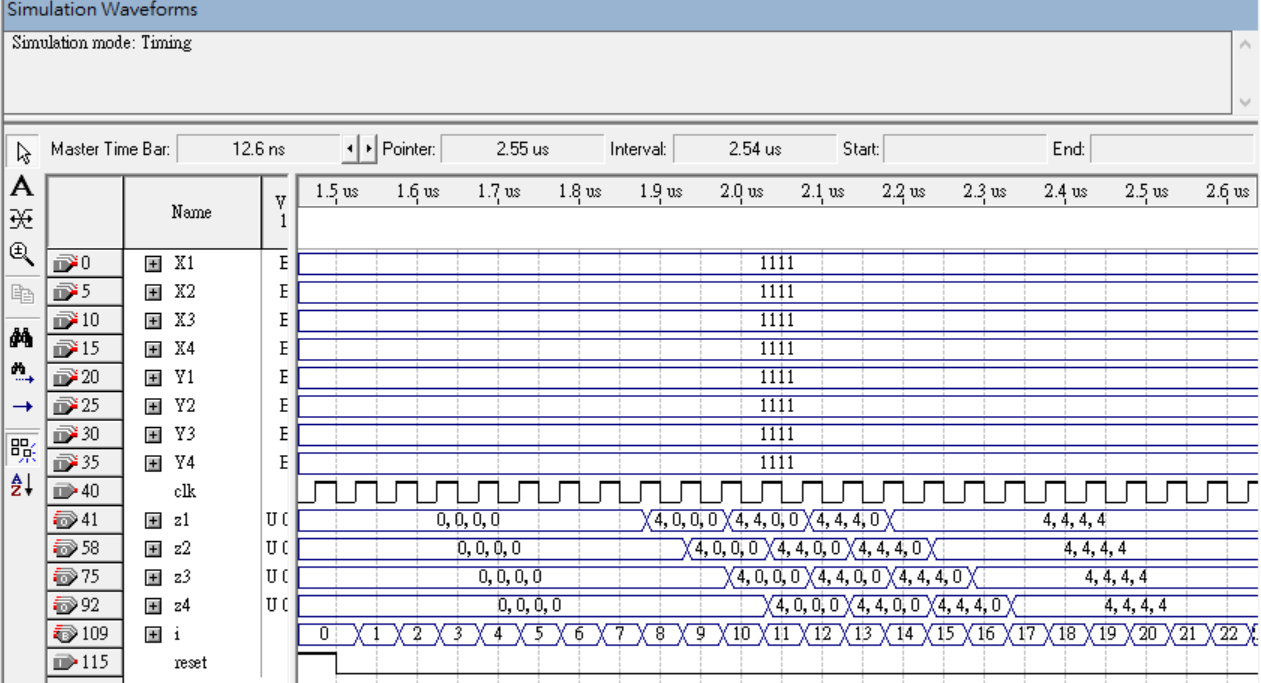 Simulation Waveforms
Simulation mode: Timing
Master Time Bar: 12.6 ns Pointer: 2.55 us Interval: 2.54 us Start: End:
Name V 1 1.5 us 1.6 us 1.7 us 1.8 us 1.9 us 2.0 us 2.1 us 2.2 us 2.3 us 2.4 us 2.5 us 2.6 us
0 X1 E 1111
5 X2 E 1111
10 X3 E 1111
15 X4 E 1111
20 Y1 E 1111
25 Y2 E 1111
30 Y3 E 1111
35 Y4 E 1111
40 clk
41 z1 U ( 0, 0, 0, 0 4, 0, 0, 0 4, 4, 0, 0 4, 4, 4, 0 4, 4, 4, 4
58 z2 U ( 0, 0, 0, 0 4, 0, 0, 0 4, 4, 0, 0 4, 4, 4, 0 4, 4, 4, 4
75 z3 U ( 0, 0, 0, 0 4, 0, 0, 0 4, 4, 0, 0 4, 4, 4, 0 4, 4, 4, 4
92 z4 U ( 0, 0, 0, 0 4, 0, 0, 0 4, 4, 0, 0 4, 4, 4, 0 4, 4, 4, 4
109 i 0 1 2 3 4 5 6 7 8 9 10 11 12 13 14 15 16 17 18 19 20 21 22
115 reset